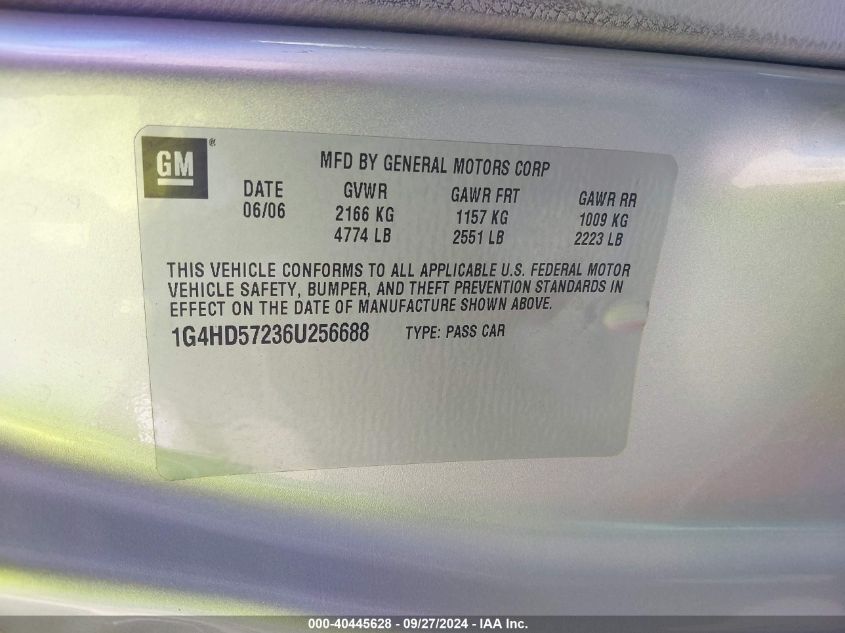 GM®
MFD BY GENERAL MOTORS CORP
DATE GVWR GAWR FRT GAWR RR
06/06 2166 KG 1157 KG 1009 KG
4774 LB 2551 LB 2223 LB
THIS VEHICLE CONFORMS TO ALL APPLICABLE U.S. FEDERAL MOTOR
VEHICLE SAFETY, BUMPER, AND THEFT PREVENTION STANDARDS IN
EFFECT ON THE DATE OF MANUFACTURE SHOWN ABOVE.
1G4HD57236U256688 TYPE: PASS CAR
000-40445628 - 09/27/2024 - IAA Inc.